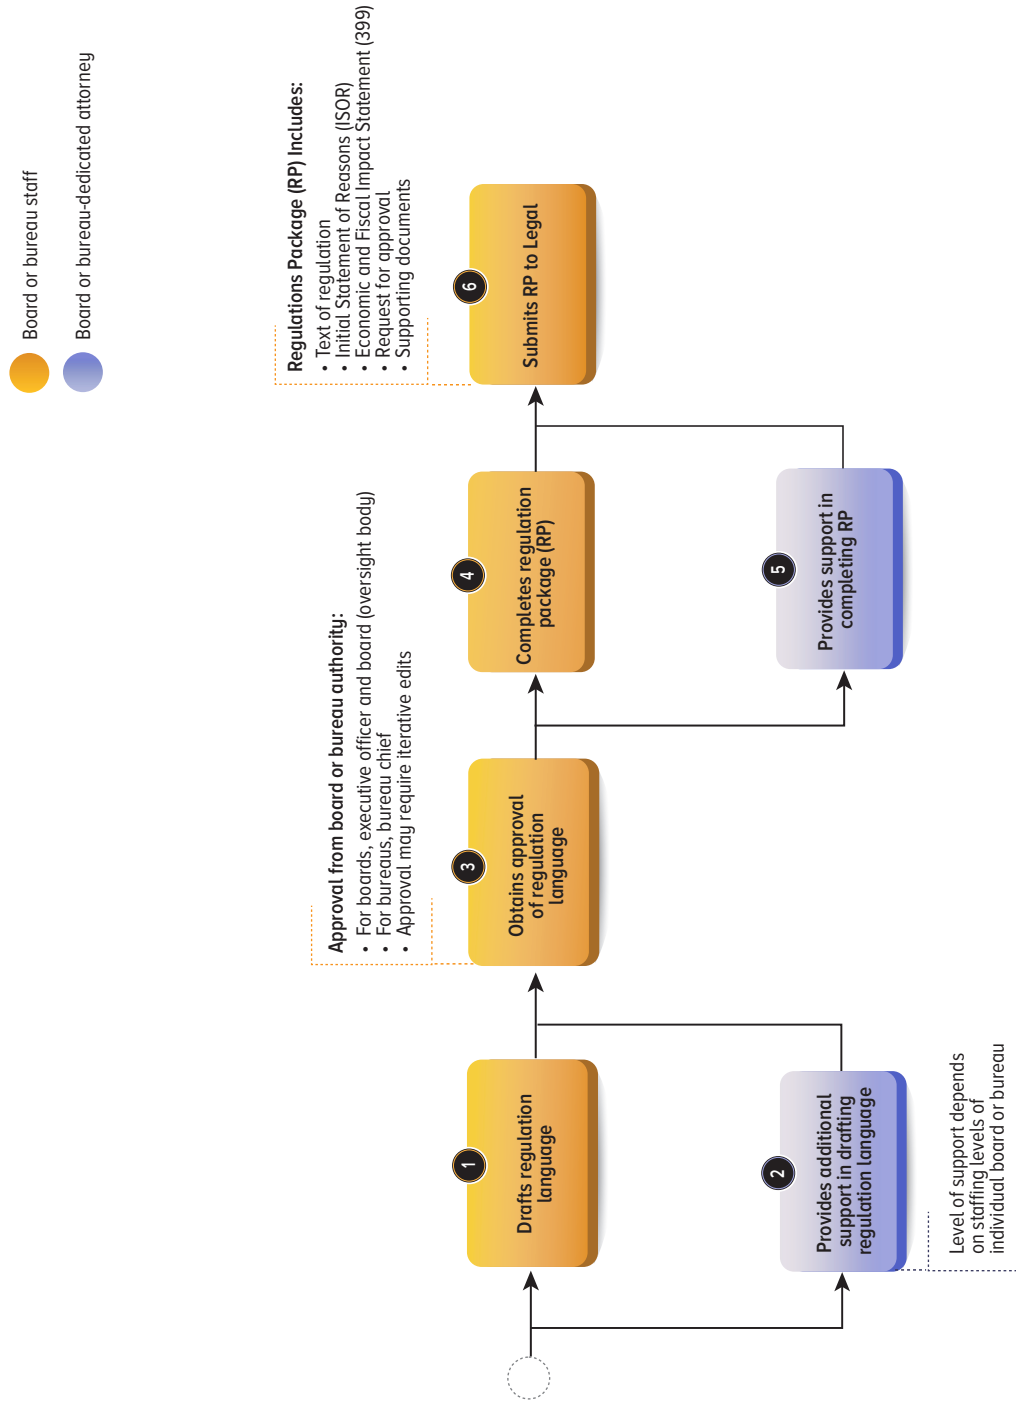 Board or bureau staff
Board or bureau-dedicated attorney
Approval from board or bureau authority:
• For boards, executive officer and board (oversight body)
• For bureaus, bureau chief
• Approval may require iterative edits
Regulations Package (RP) Includes:
• Text of regulation
• Initial Statement of Reasons (ISOR)
• Economic and Fiscal Impact Statement (399)
• Request for approval
• Supporting documents
1
Drafts regulation
language
2
Provides additional
support in drafting
regulation language
Level of support depends
on staffing levels of
individual board or bureau
3
Obtains approval
of regulation
language
4
Completes regulation
package (RP)
5
Provides support in
completing RP
6
Submits RP to Legal